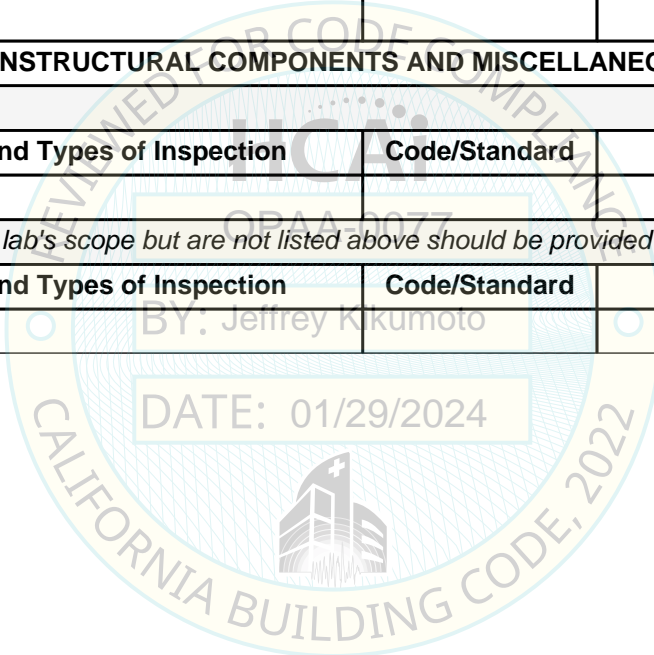 NSTRUCTURAL COMPONENTS AND MISCELLANEO
nd Types of Inspection Code/Standard
lab's scope but are not listed above should be provided
nd Types of Inspection Code/Standard
REVIEWED FOR CODE COMPLIANCE
HCAi
OPAA-0077
BY: Jeffrey Kikumoto
DATE: 01/29/2024
CALIFORNIA BUILDING CODE, 2022